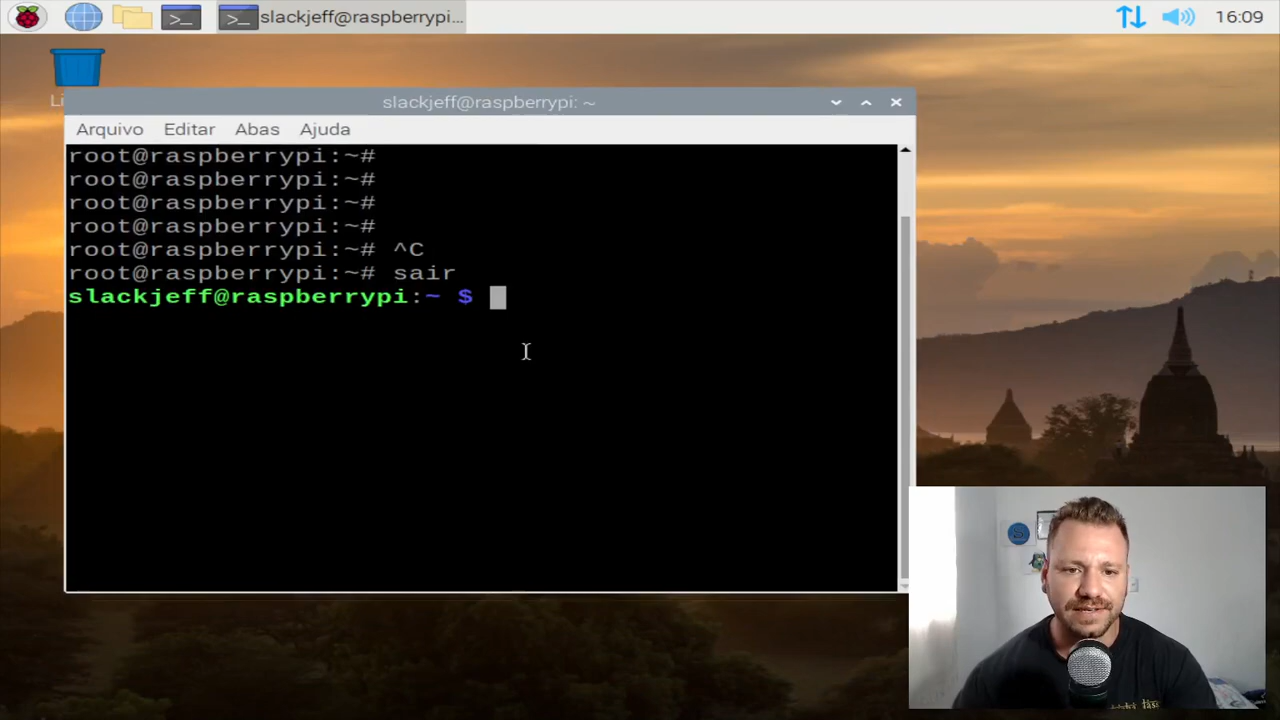 slackjeff@raspberrypi... 16:09
Li
slackjeff@raspberrypi: ~
Arquivo Editar Abas Ajuda
root@raspberrypi:~#
root@raspberrypi:~#
root@raspberrypi:~#
root@raspberrypi:~#
root@raspberrypi:~# ^C
root@raspberrypi:~# sair
slackjeff@raspberrypi:~ $